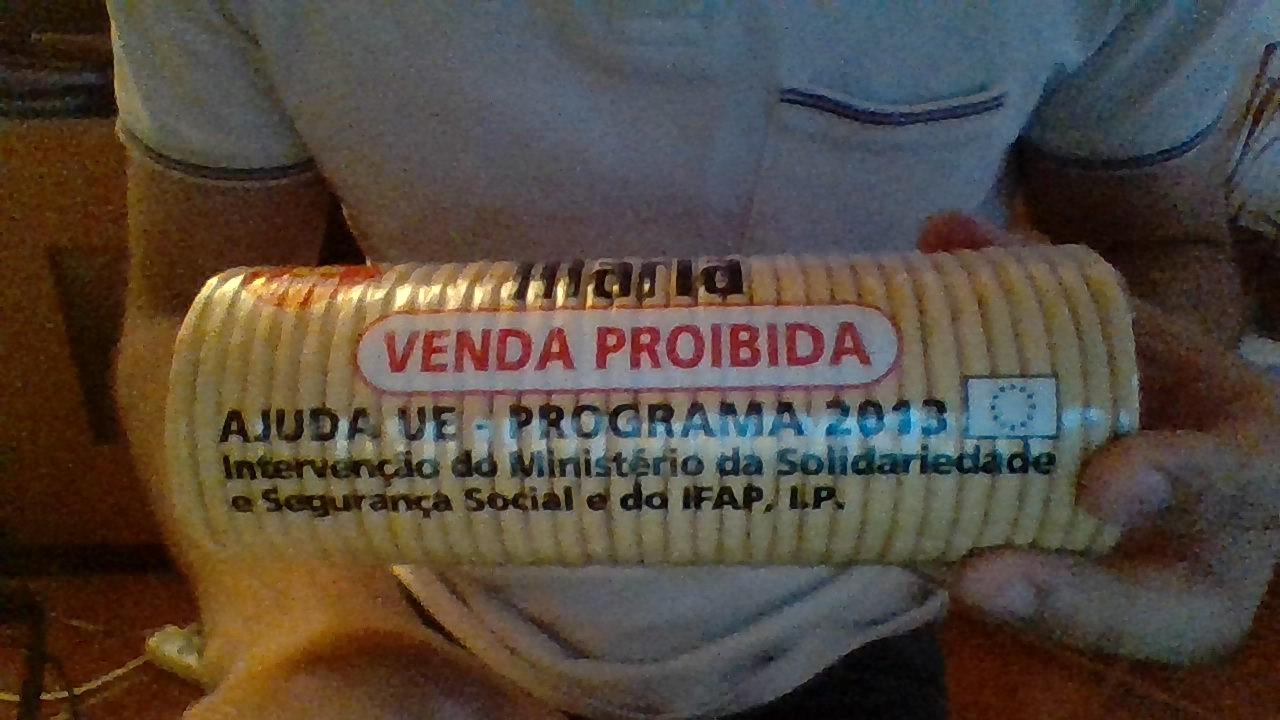 Maria
VENDA PROIBIDA
AJUDA UE - PROGRAMA 2013
Intervenção do Ministério da Solidariedade
e Segurança Social e do IFAP, I.P.